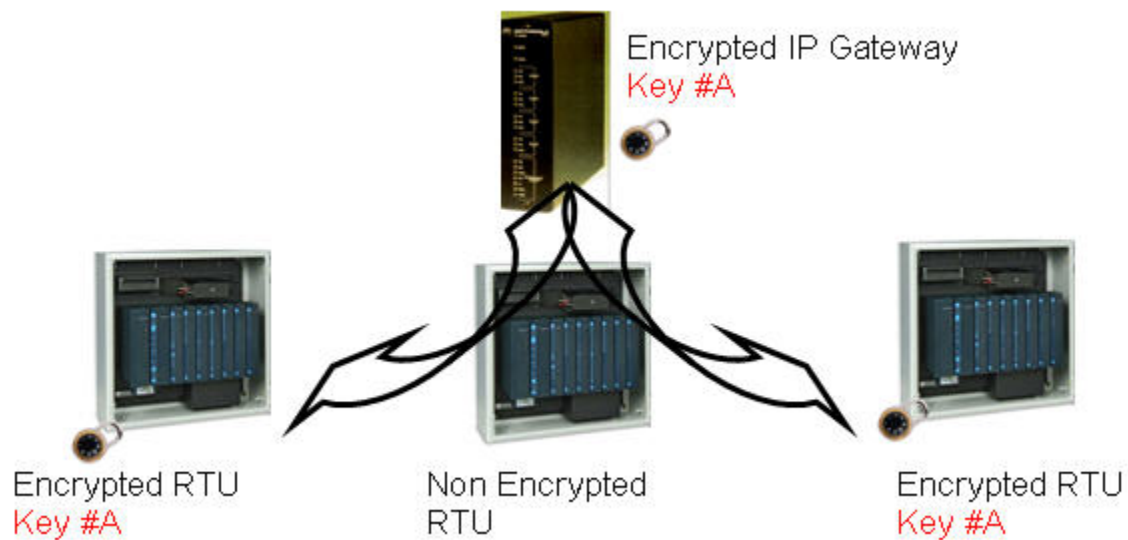 Encrypted IP Gateway
Key #A
Encrypted RTU
Key #A
Non Encrypted
RTU
Encrypted RTU
Key #A